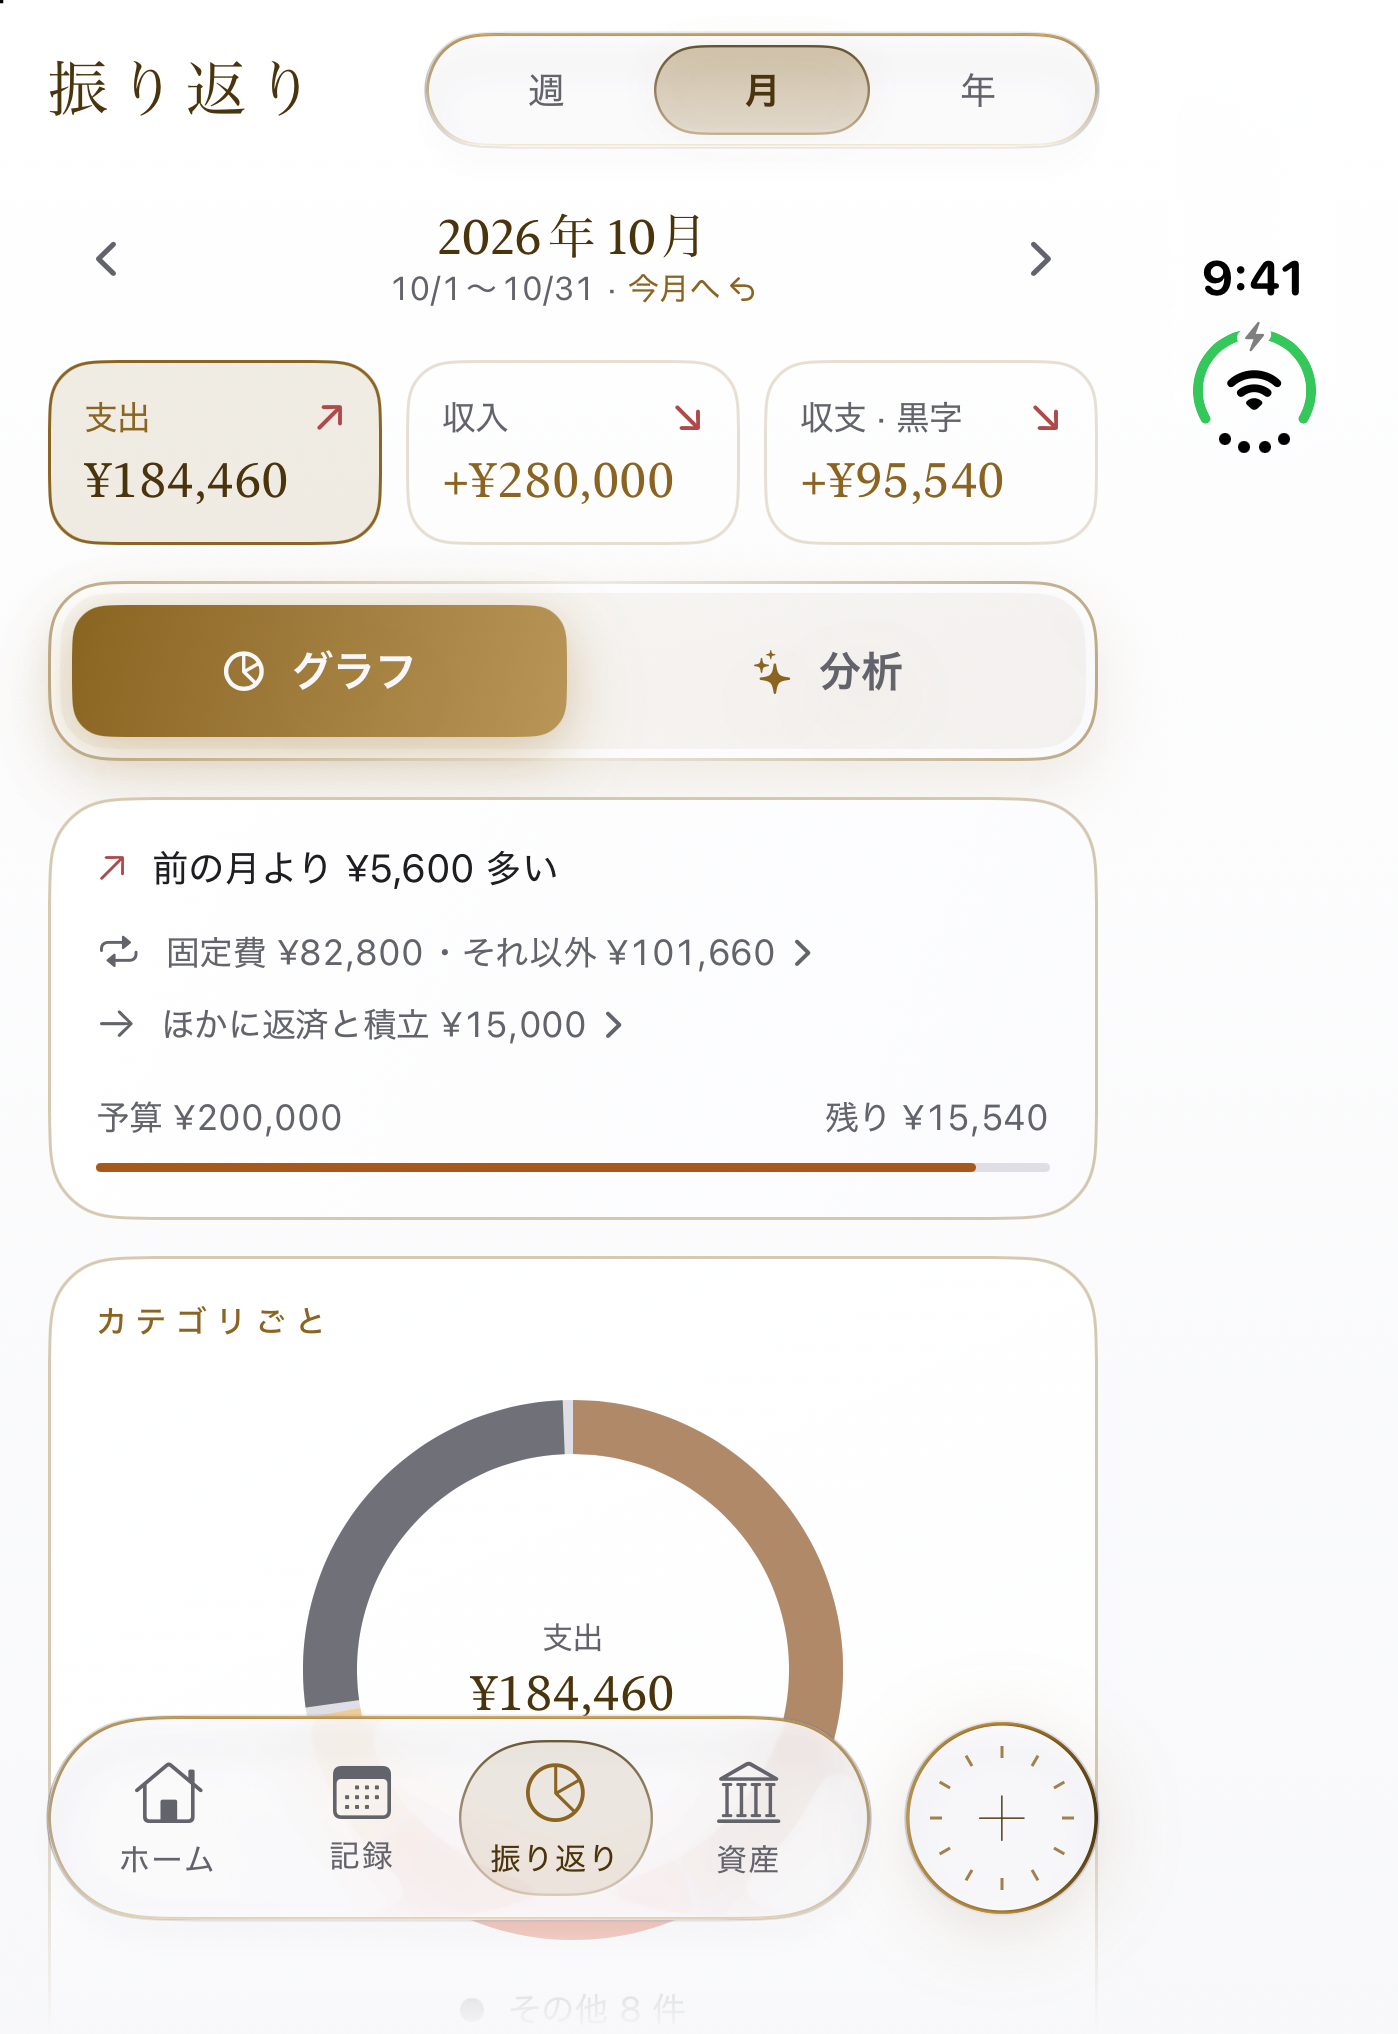 振り返り
週 月 年
2026年 10月
10/1〜10/31 · 今月へ
9:41
支出
¥184,460
収入
+¥280,000
収支 · 黒字
+¥95,540
グラフ
分析
前の月より ¥5,600 多い
固定費 ¥82,800・それ以外 ¥101,660
ほかに返済と積立 ¥15,000
予算 ¥200,000
残り ¥15,540
カテゴリごと
支出
¥184,460
ホーム
記録
振り返り
資産
その他 8 件